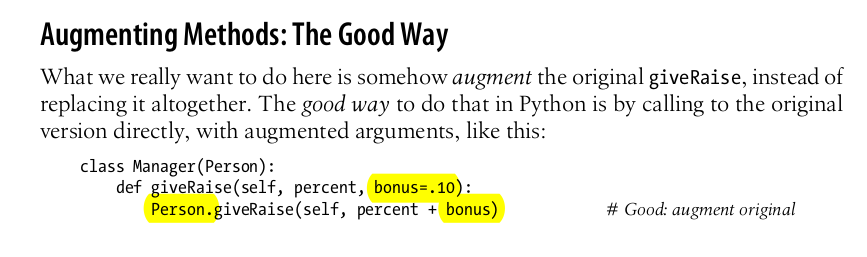 Augmenting Methods: The Good Way
What we really want to do here is somehow augment the original giveRaise, instead of
replacing it altogether. The good way to do that in Python is by calling to the original
version directly, with augmented arguments, like this:
class Manager(Person):
def giveRaise(self, percent, bonus=.10):
Person.giveRaise(self, percent + bonus) # Good: augment original